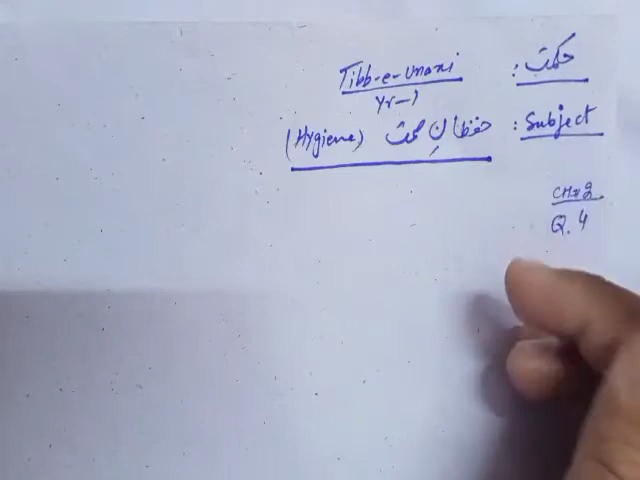 حکمت : Tibb-e-Unani
Yr-1
Subject : حفظانِ صحت (Hygiene)
CH#2
Q.4